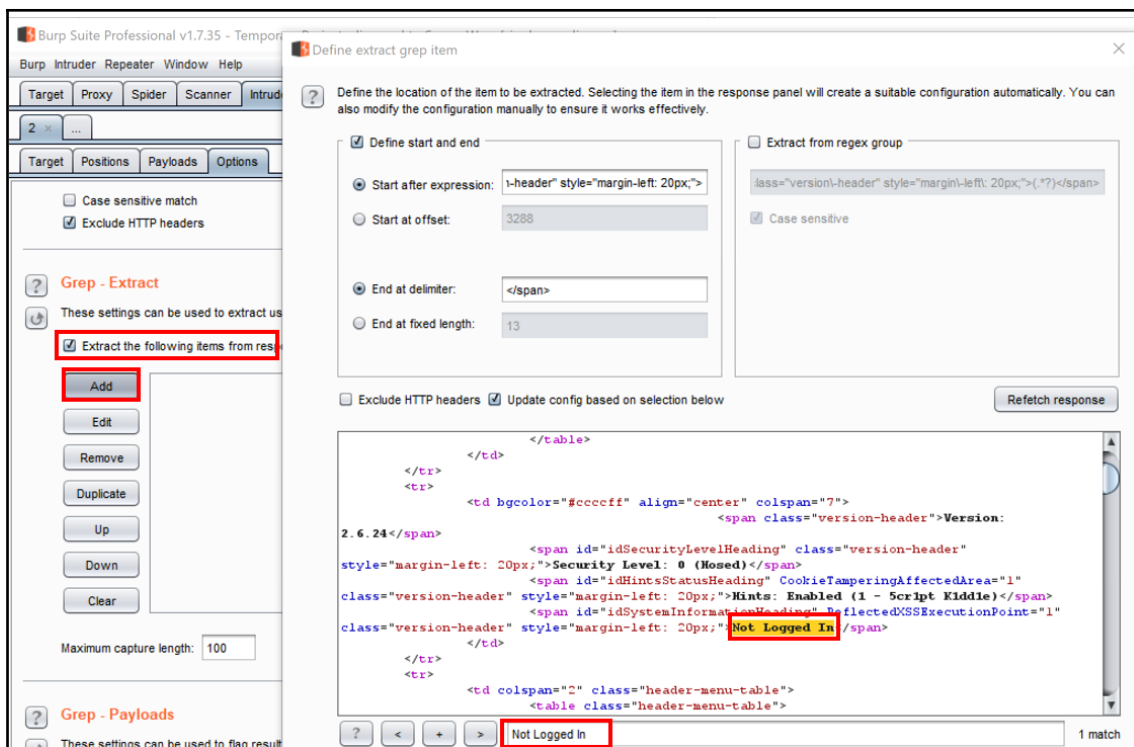 Burp Suite Professional v1.7.35 - Tempora
Burp Intruder Repeater Window Help
Target Proxy Spider Scanner Intrud
2 × ...
Target Positions Payloads Options
Case sensitive match
Exclude HTTP headers
Grep - Extract
These settings can be used to extract us
Extract the following items from resp
Add
Edit
Remove
Duplicate
Up
Down
Clear
Maximum capture length: 100
Grep - Payloads
These settings can be used to flag result
Define extract grep item
Define the location of the item to be extracted. Selecting the item in the response panel will create a suitable configuration automatically. You can
also modify the configuration manually to ensure it works effectively.
Define start and end
Start after expression: ı-header" style="margin-left: 20px;">
Start at offset: 3288
End at delimiter: </span>
End at fixed length: 13
Extract from regex group
:lass="version\-header" style="margin\-left\: 20px;">(.*?)</span>
Case sensitive
Exclude HTTP headers Update config based on selection below
Refetch response
</table>
</td>
</tr>
<tr>
<td bgcolor="#ccccff" align="center" colspan="7">
<span class="version-header">Version:
2.6.24</span>
<span id="idSecurityLevelHeading" class="version-header"
style="margin-left: 20px;">Security Level: 0 (Hosed)</span>
<span id="idHintsStatusHeading" CookieTamperingAffectedArea="1"
class="version-header" style="margin-left: 20px;">Hints: Enabled (1 - 5cr1pt K1dd1e)</span>
<span id="idSystemInformationHeading" ReflectedXSSExecutionPoint="1"
class="version-header" style="margin-left: 20px;">Not Logged In</span>
</td>
</tr>
<tr>
<td colspan="2" class="header-menu-table">
<table class="header-menu-table">
? < + > Not Logged In 1 match